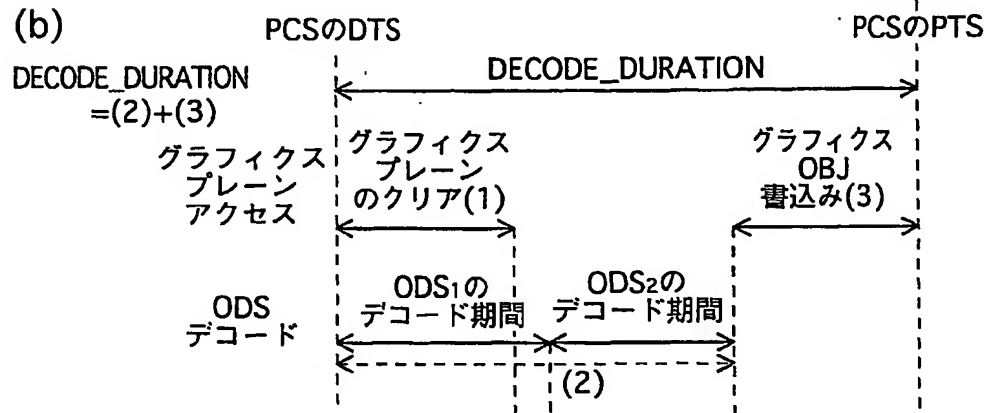 (b)
PCSのDTS
PCSのPTS
DECODE_DURATION
=(2)+(3)
DECODE_DURATION
グラフィクス
プレーン
アクセス
グラフィクス
プレーン
のクリア(1)
グラフィクス
OBJ
書込み(3)
ODS
デコード
ODS1の
デコード期間
ODS2の
デコード期間
(2)